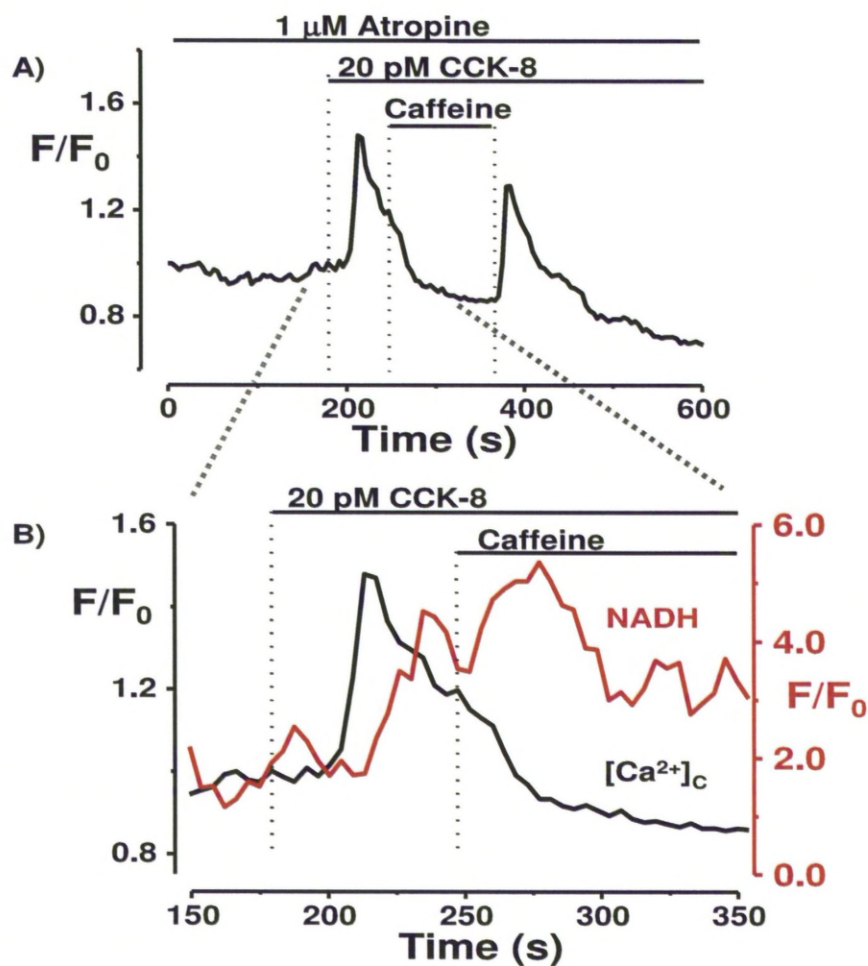 1 µM Atropine
A)
20 pM CCK-8
Caffeine
1.6
F/F0
1.2
0.8
0
200
400
600
Time (s)
B)
20 pM CCK-8
Caffeine
1.6
F/F0
1.2
0.8
NADH
[Ca²⁺]C
6.0
4.0
F/F0
2.0
0.0
150
200
250
300
350
Time (s)